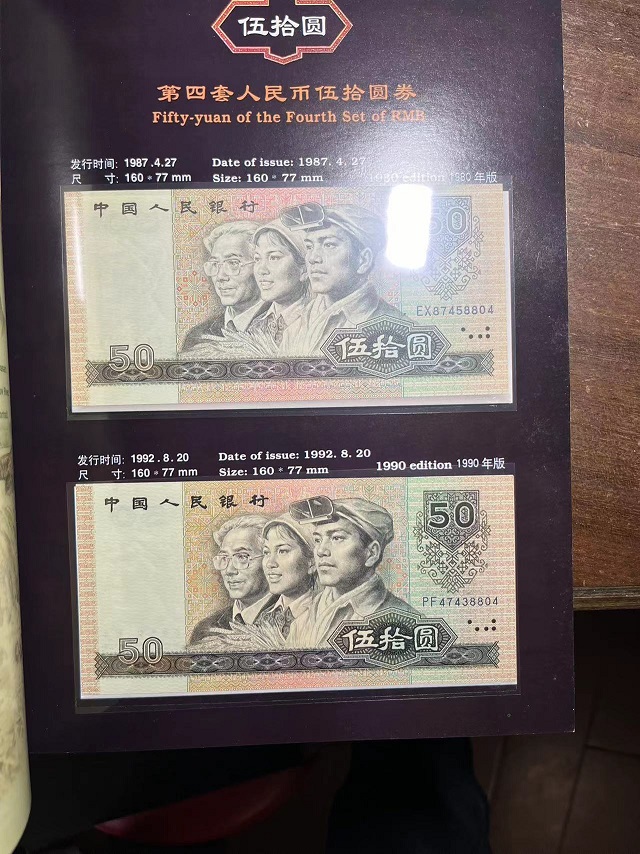 伍拾圆
第四套人民币伍拾圆券
Fifty-yuan of the Fourth Set of RMB
发行时间: 1987.4.27 Date of issue: 1987. 4. 27
尺 寸: 160 * 77 mm Size: 160 * 77 mm 1980 edition 1980 年版
中国人民银行
50
EX87458804
伍拾圆
50
发行时间: 1992.8.20 Date of issue: 1992. 8. 20
尺 寸: 160 * 77 mm Size: 160 * 77 mm 1990 edition 1990 年版
中国人民银行
50
PF47438804
伍拾圆
50